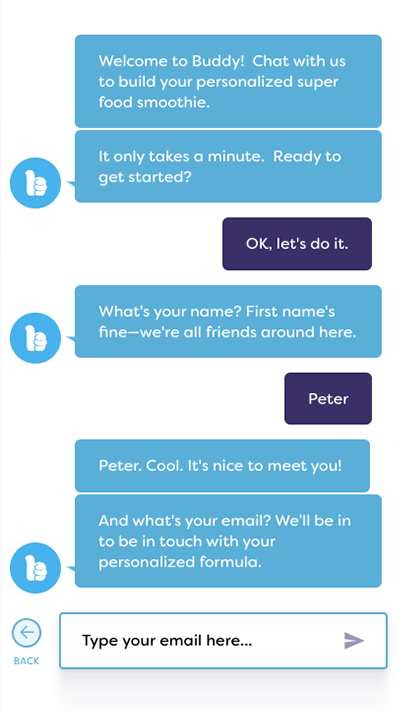 Welcome to Buddy!  Chat with us
to build your personalized super
food smoothie.
It only takes a minute.  Ready to
get started?
OK, let's do it.
What's your name? First name's
fine—we're all friends around here.
Peter
Peter. Cool. It's nice to meet you!
And what's your email? We'll be in
to be in touch with your
personalized formula.
Type your email here...
BACK